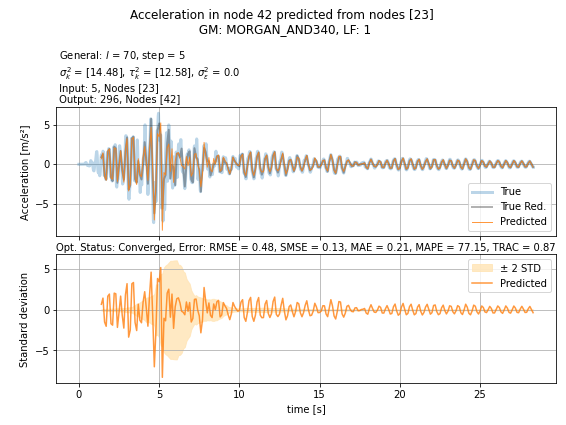 Acceleration in node 42 predicted from nodes [23]
GM: MORGAN_AND340, LF: 1
General: l = 70, step = 5
σ²ₖ = [14.48], τ²ₖ = [12.58], σ²ε = 0.0
Input: 5, Nodes [23]
Output: 296, Nodes [42]
Acceleration [m/s²]
5
0
−5
True
True Red.
Predicted
Opt. Status: Converged, Error: RMSE = 0.48, SMSE = 0.13, MAE = 0.21, MAPE = 77.15, TRAC = 0.87
Standard deviation
5
0
−5
± 2 STD
Predicted
0 5 10 15 20 25
time [s]